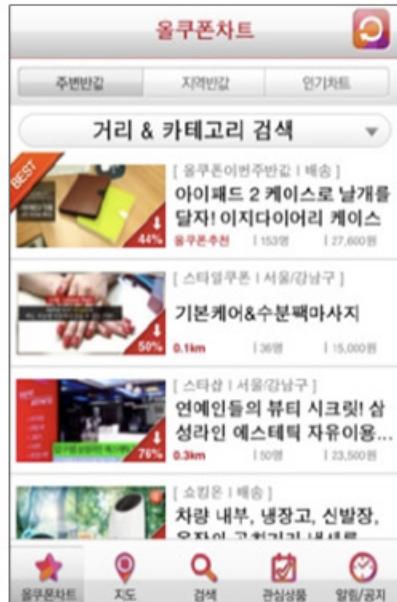 올쿠폰차트
주변반값 지역반값 인기차트
거리 & 카테고리 검색
BEST
[ 올쿠폰이번주반값 | 배송 ]
아이패드 2 케이스로 날개를
달자! 이지다이어리 케이스
44%
올쿠폰추천 | 153명 | 27,600원
[ 스타일쿠폰 | 서울/강남구 ]
기본케어&수분팩마사지
50%
0.1km | 36명 | 15,000원
[ 스타샵 | 서울/강남구 ]
연예인들의 뷰티 시크릿! 삼
성라인 에스테틱 자유이용...
76%
0.3km | 50명 | 23,500원
[ 쇼킹온 | 배송 ]
차량 내부, 냉장고, 신발장,
올쿠폰차트 지도 검색 관심상품 알림/공지